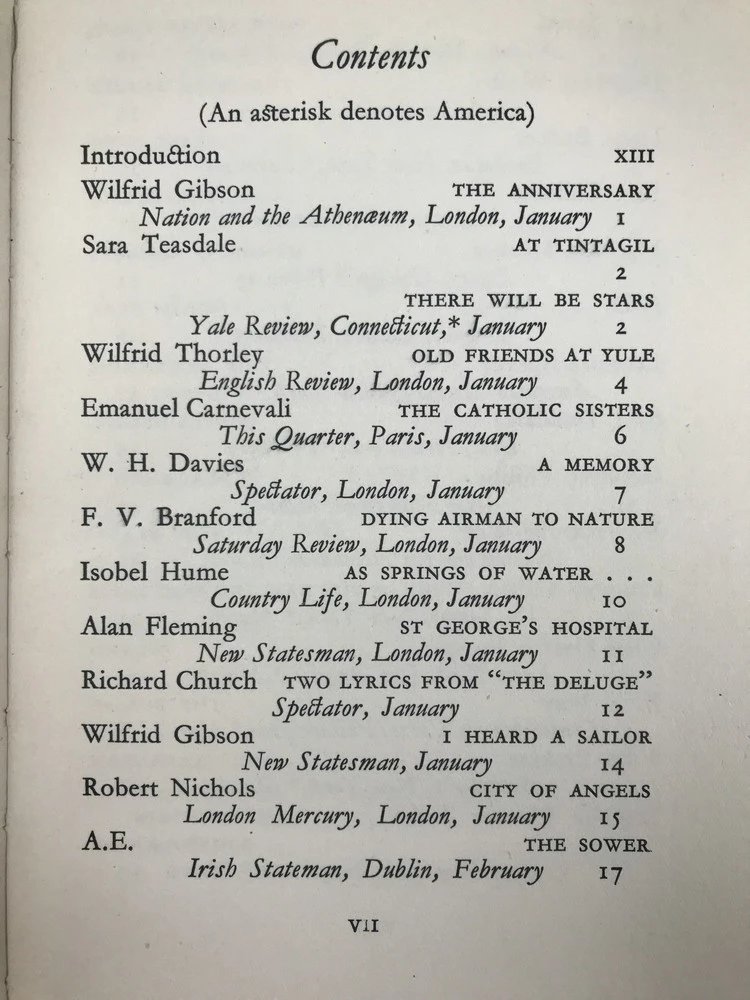 Contents
(An asterisk denotes America)
Introduction XIII
Wilfrid Gibson THE ANNIVERSARY
Nation and the Athenæum, London, January 1
Sara Teasdale AT TINTAGIL
2
THERE WILL BE STARS
Yale Review, Connecticut,* January 2
Wilfrid Thorley OLD FRIENDS AT YULE
English Review, London, January 4
Emanuel Carnevali THE CATHOLIC SISTERS
This Quarter, Paris, January 6
W. H. Davies A MEMORY
Spectator, London, January 7
F. V. Branford DYING AIRMAN TO NATURE
Saturday Review, London, January 8
Isobel Hume AS SPRINGS OF WATER . . .
Country Life, London, January 10
Alan Fleming ST GEORGE'S HOSPITAL
New Statesman, London, January 11
Richard Church TWO LYRICS FROM "THE DELUGE"
Spectator, January 12
Wilfrid Gibson I HEARD A SAILOR
New Statesman, January 14
Robert Nichols CITY OF ANGELS
London Mercury, London, January 15
A.E. THE SOWER
Irish Stateman, Dublin, February 17
VII